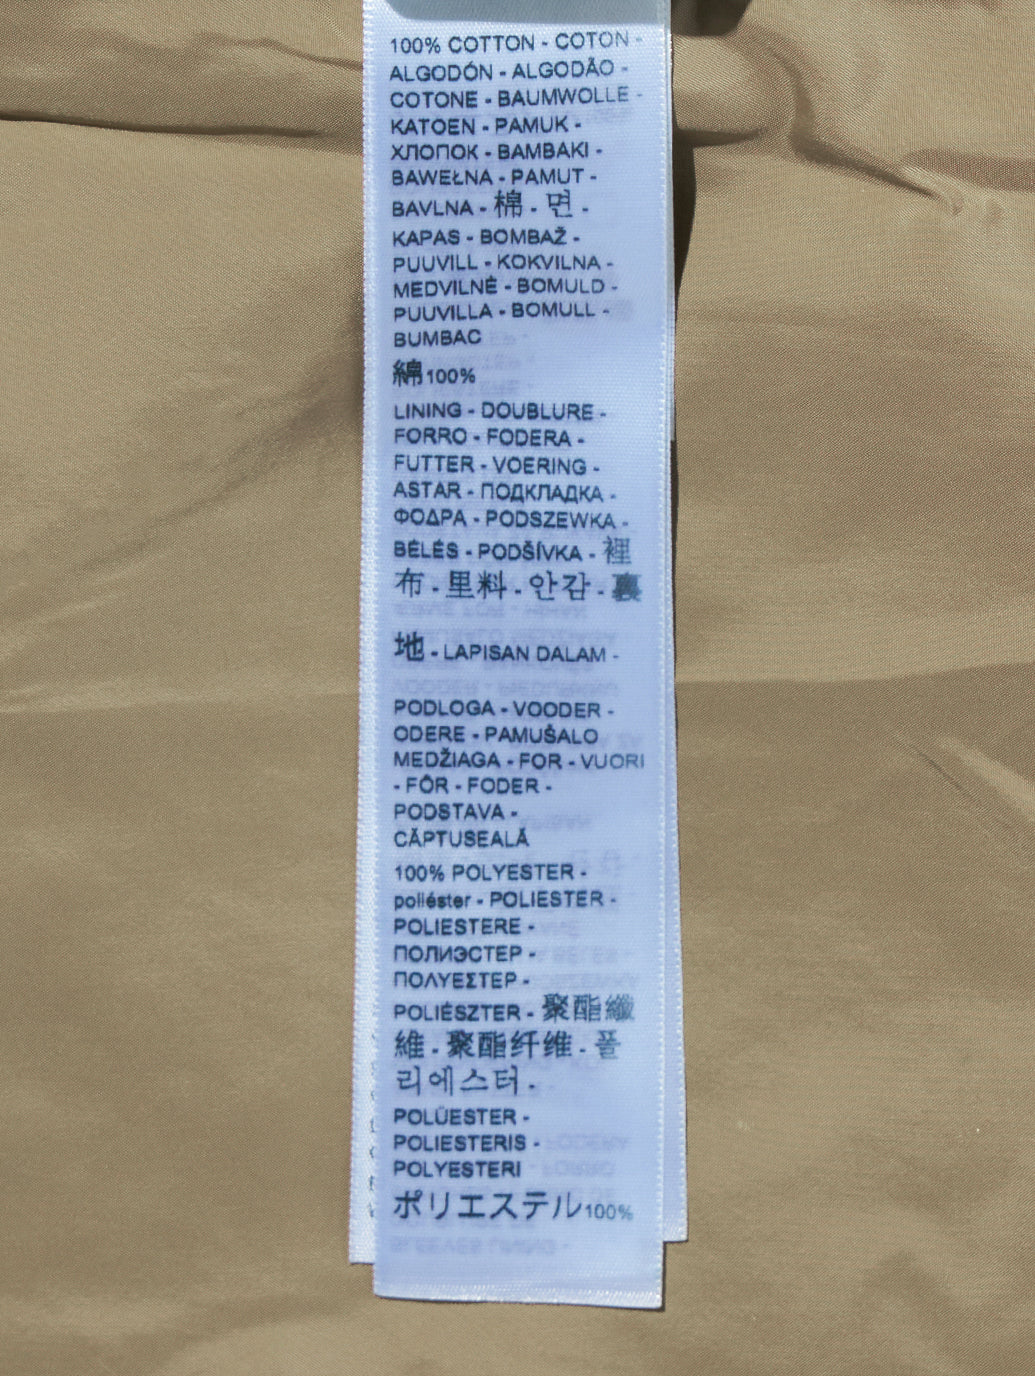 100% COTTON - COTON -
ALGODÓN - ALGODÃO -
COTONE - BAUMWOLLE -
KATOEN - PAMUK -
ХЛОПОК - BAMBAKI -
BAWEŁNA - PAMUT -
BAVLNA - 棉 - 면 -
KAPAS - BOMBAŽ -
PUUVILL - KOKVILNA -
MEDVILNĖ - BOMULD -
PUUVILLA - BOMULL -
BUMBAC
綿100%
LINING - DOUBLURE -
FORRO - FODERA -
FUTTER - VOERING -
ASTAR - ПОДКЛАДКА -
ΦΟΔΡΑ - PODSZEWKA -
BÉLÉS - PODŠÍVKA - 裡
布 - 里料 - 안감 - 裏
地 - LAPISAN DALAM -
PODLOGA - VOODER -
ODERE - PAMUŠALO
MEDŽIAGA - FOR - VUORI
- FÔR - FODER -
PODSTAVA -
CĂPTUSEALĂ
100% POLYESTER -
poliéster - POLIESTER -
POLIESTERE -
ПОЛИЭСТЕР -
ΠΟΛΥΕΣΤΕΡ -
POLIÉSZTER - 聚酯纖
維 - 聚酯纤维 - 폴
리에스터 -
POLÜESTER -
POLIESTERIS -
POLYESTERI
ポリエステル100%